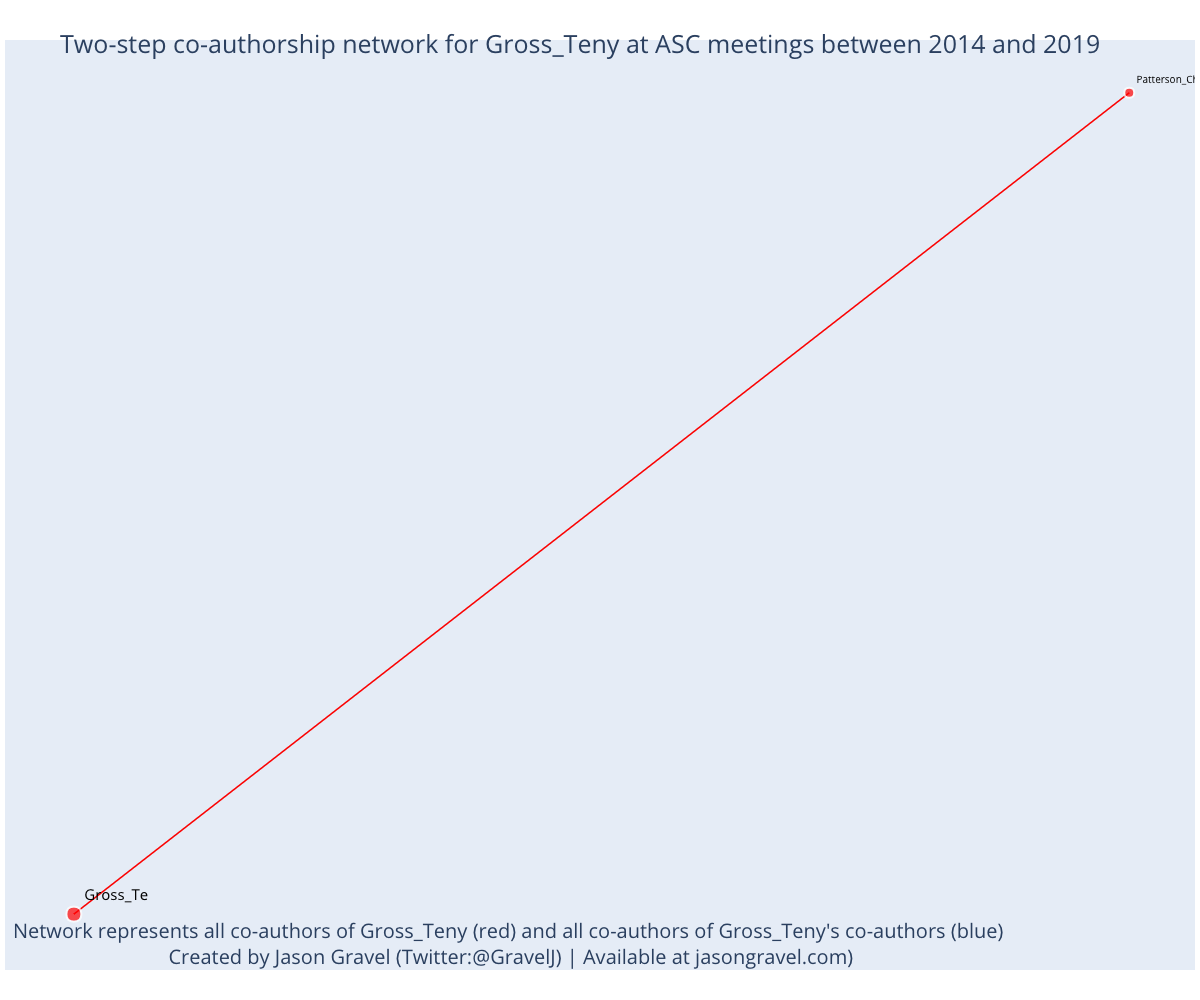 Two-step co-authorship network for Gross_Teny at ASC meetings between 2014 and 2019
Patterson_Ch
Gross_Te
Network represents all co-authors of Gross_Teny (red) and all co-authors of Gross_Teny's co-authors (blue)
Created by Jason Gravel (Twitter:@GravelJ) | Available at jasongravel.com)